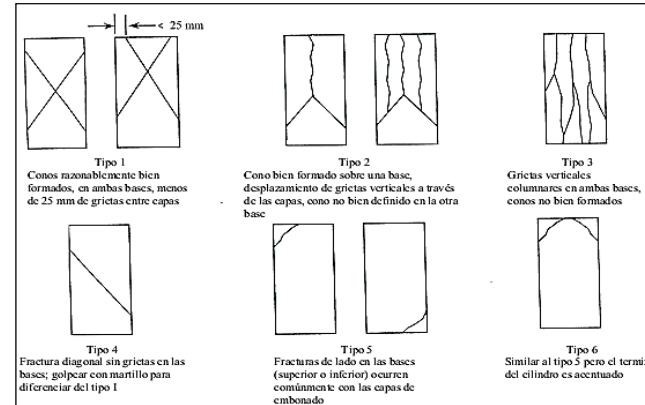 < 25 mm
Tipo 1
Conos razonablemente bien
formados, en ambas bases, menos
de 25 mm de grietas entre capas
Tipo 2
Cono bien formado sobre una base,
desplazamiento de grietas verticales a través
de las capas, cono no bien definido en la otra
base
Tipo 3
Grietas verticales
columnares en ambas bases,
conos no bien formados
Tipo 4
Fractura diagonal sin grietas en las
bases; golpear con martillo para
diferenciar del tipo I
Tipo 5
Fracturas de lado en las bases
(superior o inferior) ocurren
comúnmente con las capas de
embonado
Tipo 6
Similar al tipo 5 pero el termi
del cilindro es acentuado